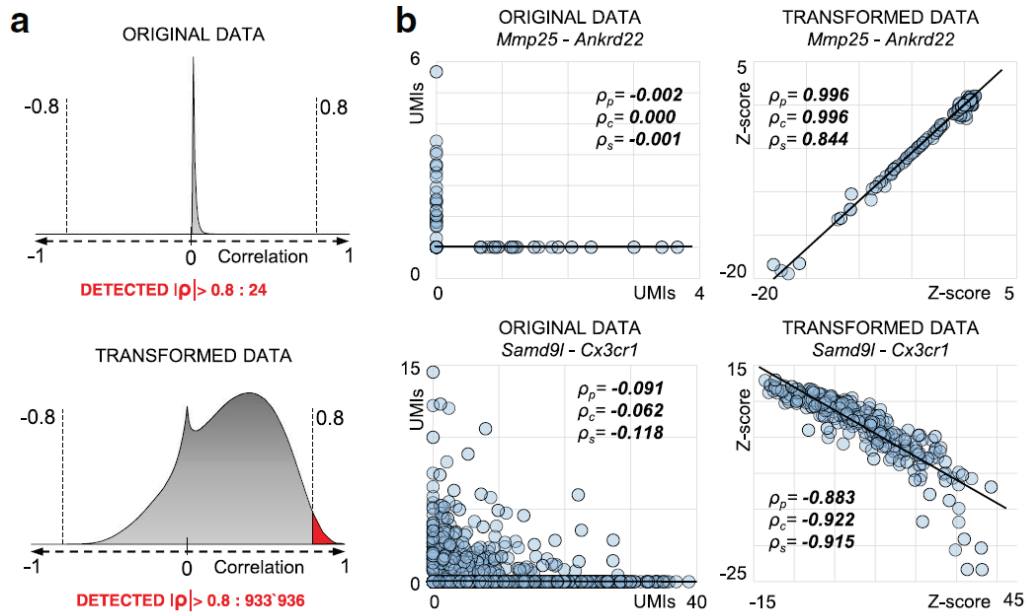 a
ORIGINAL DATA
-0.8
0.8
-1
0
Correlation
1
DETECTED |ρ|> 0.8 : 24
TRANSFORMED DATA
-0.8
0.8
-1
0
Correlation
1
DETECTED |ρ|> 0.8 : 933`936
b
ORIGINAL DATA
Mmp25 - Ankrd22
6
UMIs
ρp= -0.002
ρc= 0.000
ρs= -0.001
0
0
UMIs
4
TRANSFORMED DATA
Mmp25 - Ankrd22
5
Z-score
ρp= 0.996
ρc= 0.996
ρs= 0.844
-20
-20
Z-score
5
ORIGINAL DATA
Samd9l - Cx3cr1
15
UMIs
ρp= -0.091
ρc= -0.062
ρs= -0.118
0
0
UMIs
40
TRANSFORMED DATA
Samd9l - Cx3cr1
15
Z-score
ρp= -0.883
ρc= -0.922
ρs= -0.915
-25
-15
Z-score
45